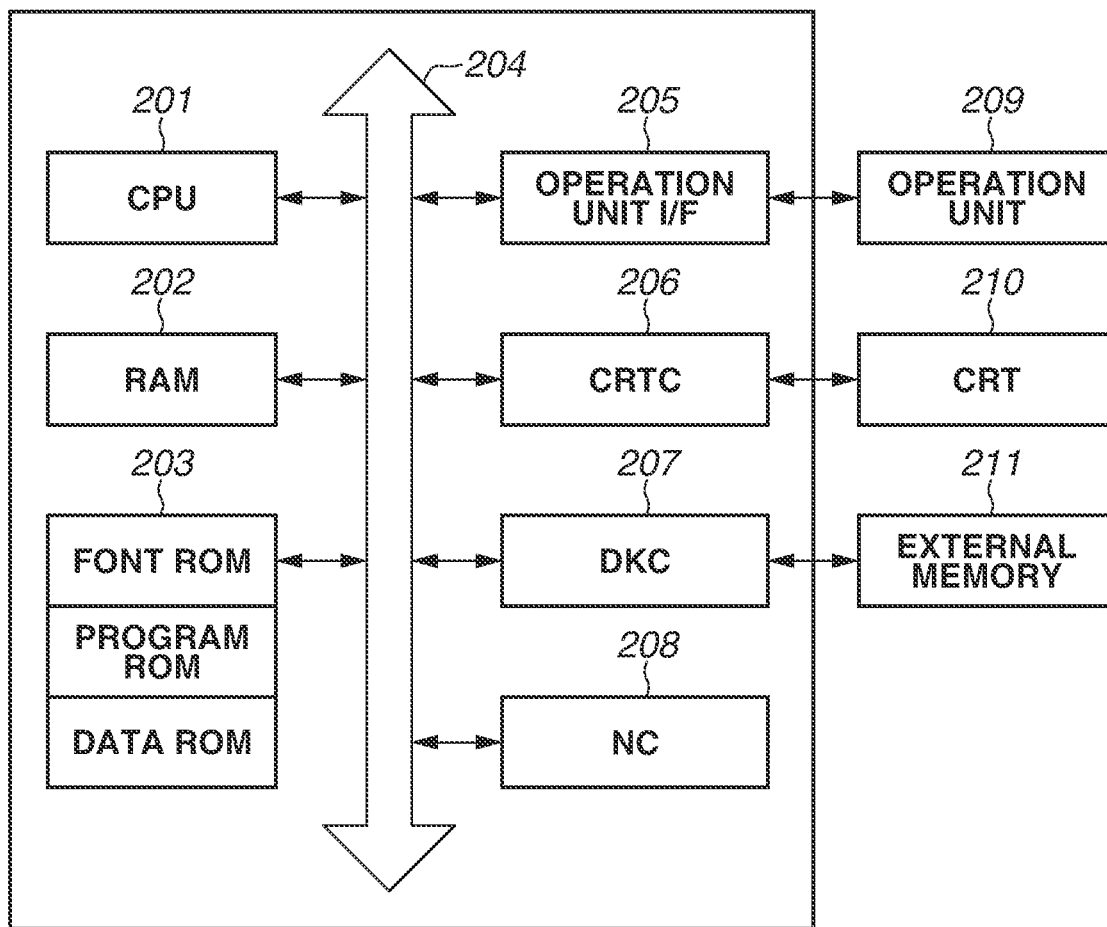 204
201
205
209
CPU
OPERATION
UNIT I/F
OPERATION
UNIT
202
206
210
RAM
CRTC
CRT
203
207
211
FONT ROM
DKC
EXTERNAL
MEMORY
PROGRAM
ROM
208
DATA ROM
NC